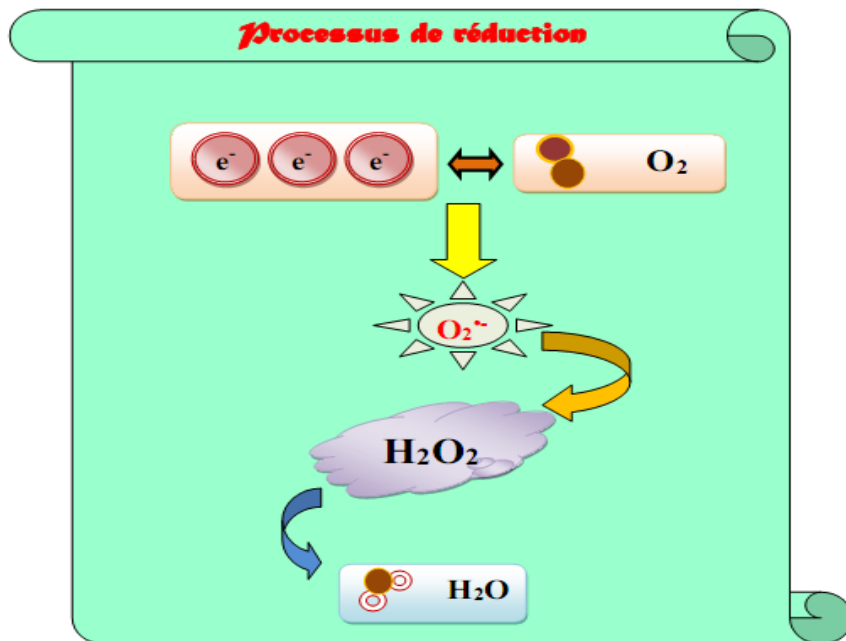 Processus de réduction
e⁻ e⁻ e⁻ O₂
O₂•⁻
H₂O₂
H₂O